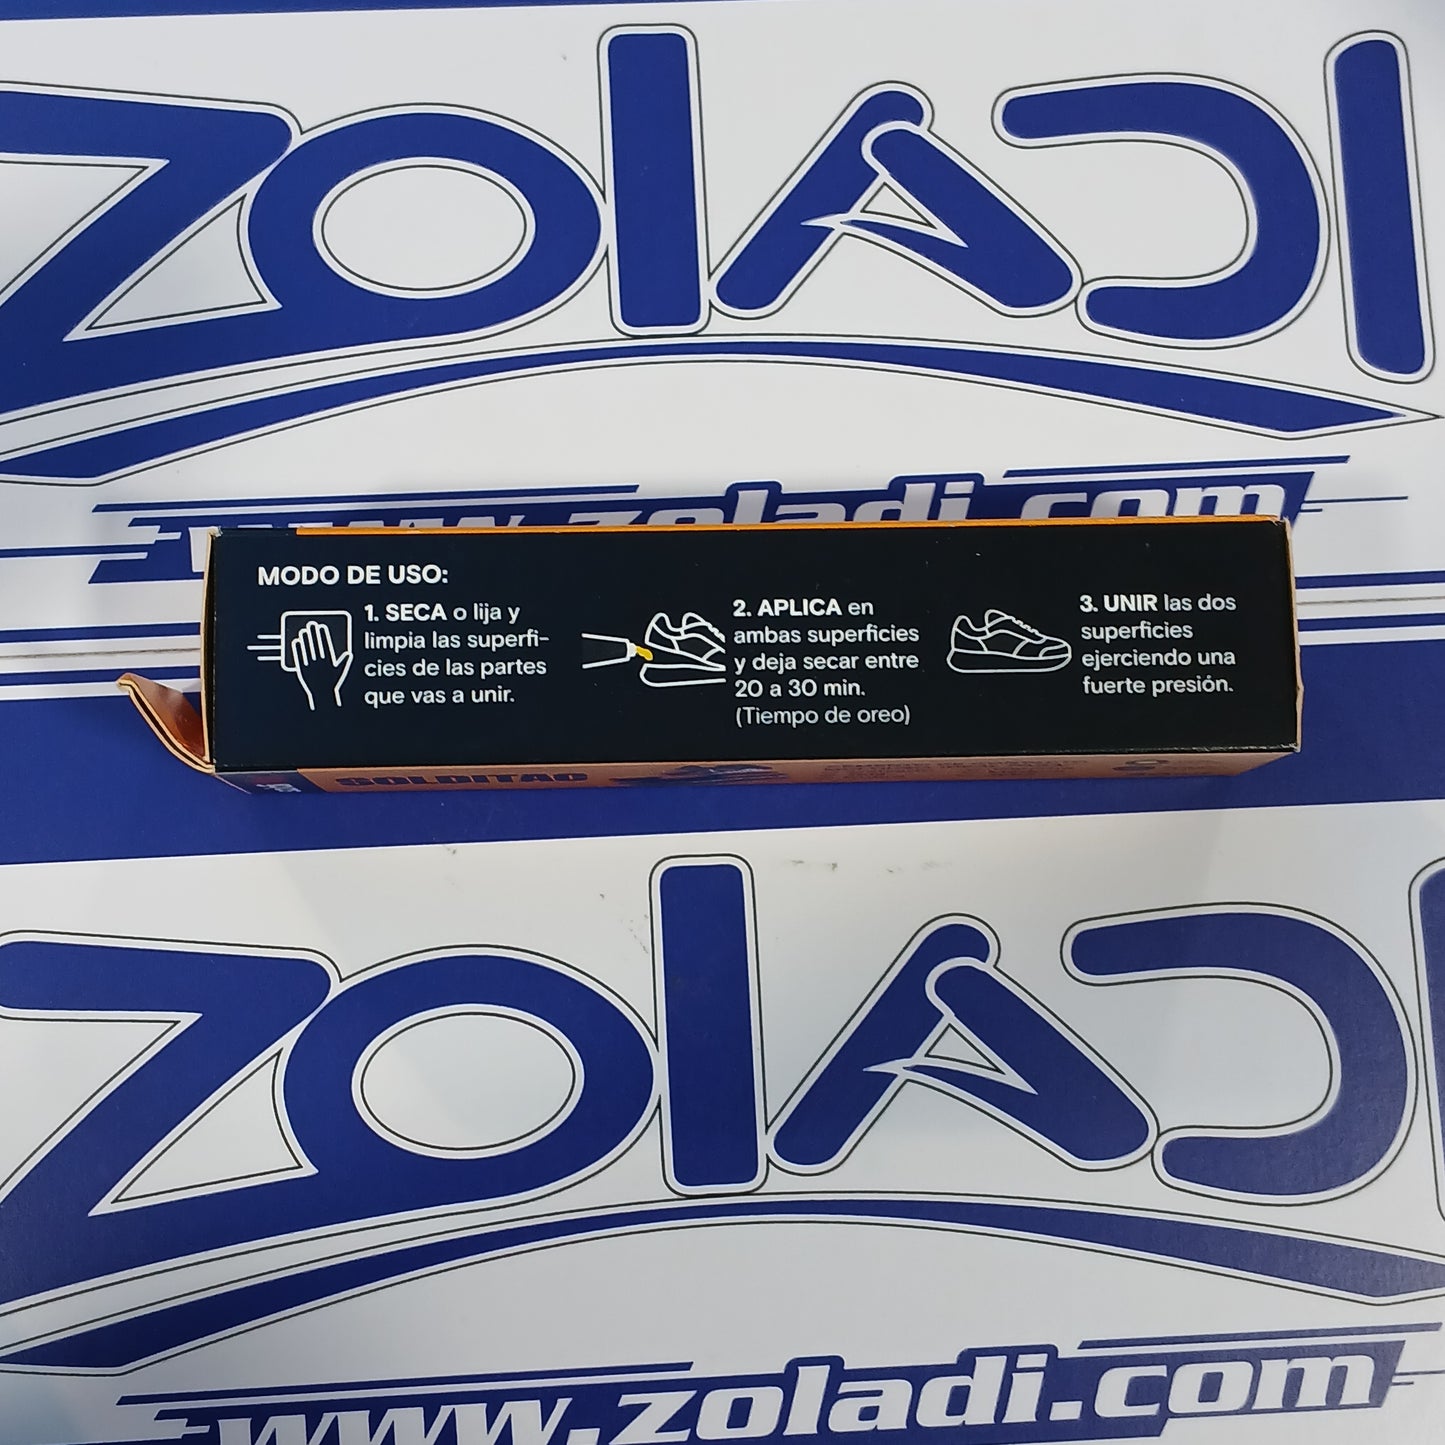 ZOLADI
www.zoladi.com
MODO DE USO:
1. SECA o lija y
limpia las superfi-
cies de las partes
que vas a unir.
2. APLICA en
ambas superficies
y deja secar entre
20 a 30 min.
(Tiempo de oreo)
3. UNIR las dos
superficies
ejerciendo una
fuerte presión.
SOLDITAC
ZOLADI
www.zoladi.com